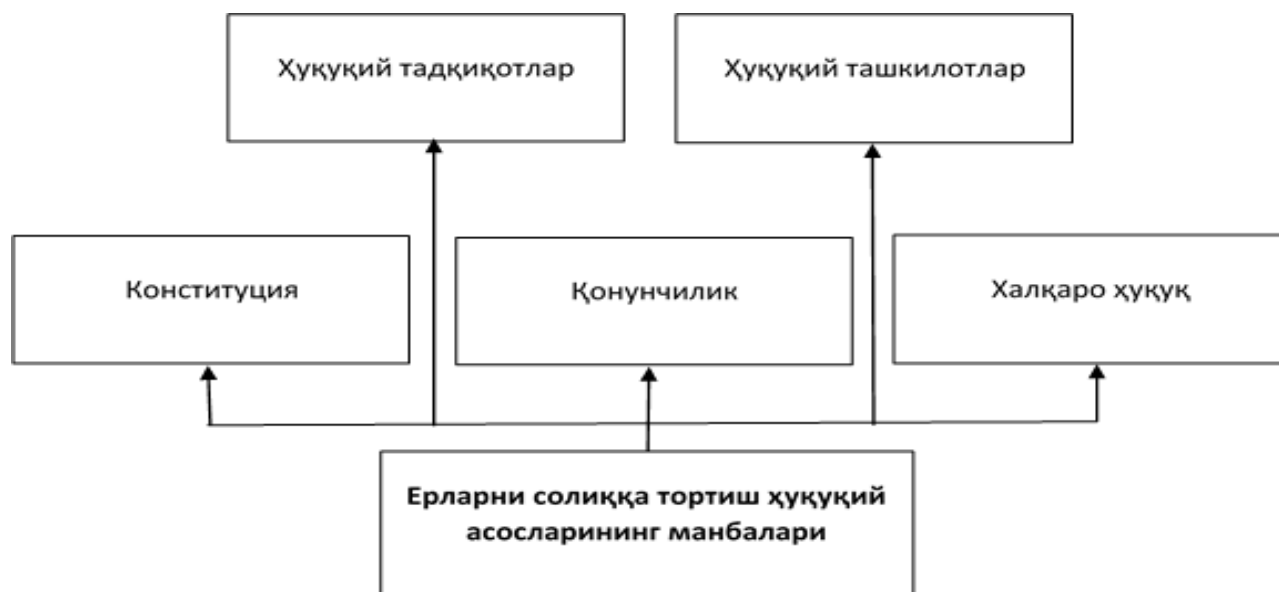 Ҳуқуқий тадқиқотлар
Ҳуқуқий ташкилотлар
Конституция
Қонунчилик
Халқаро ҳуқуқ
Ерларни солиққа тортиш ҳуқуқий
асосларининг манбалари